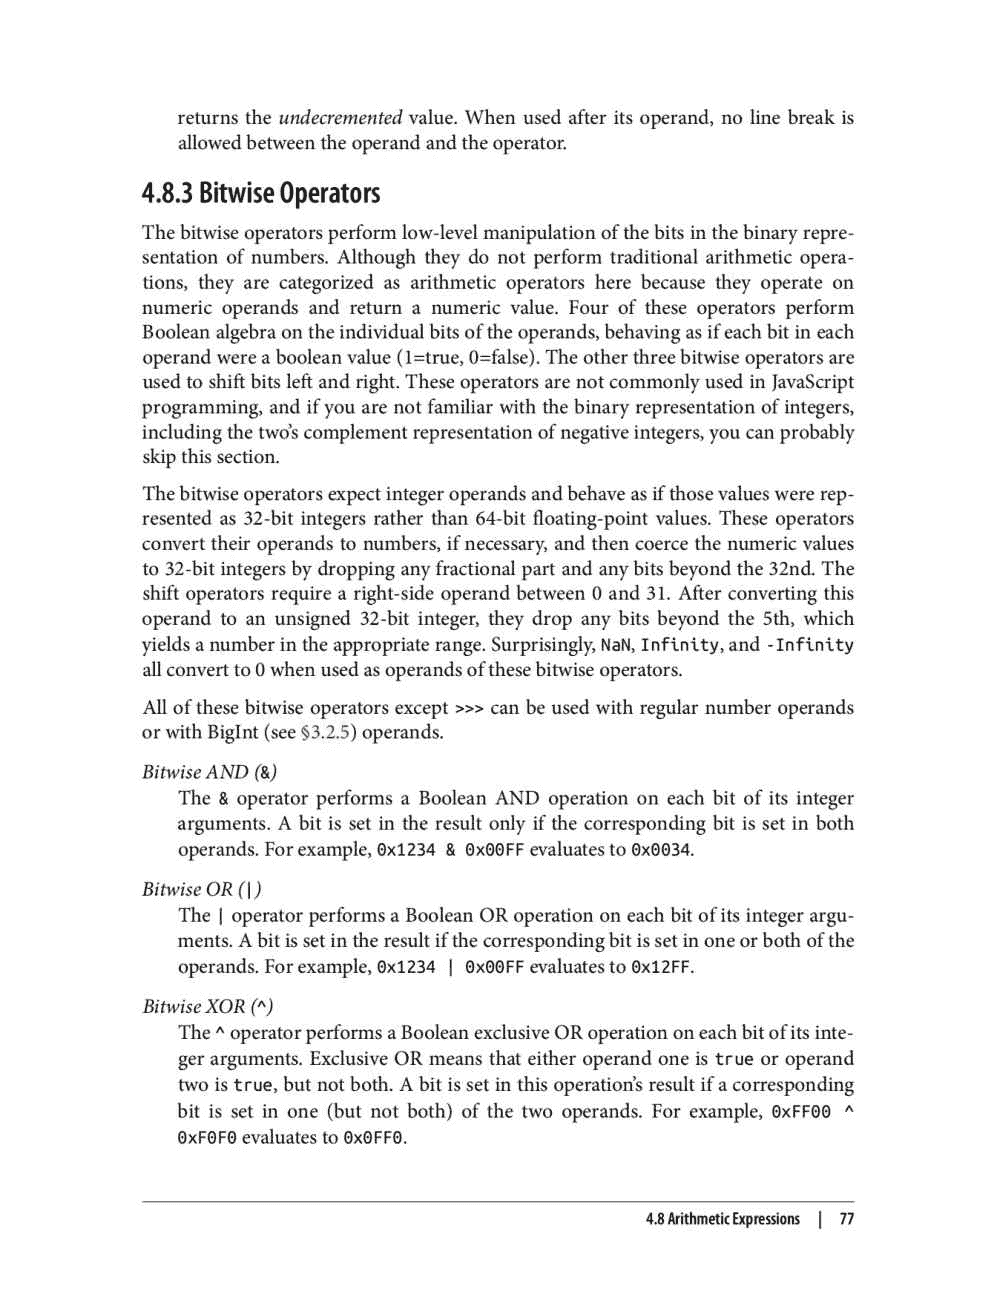 returns the undecremented value. When used after its operand, no line break is
allowed between the operand and the operator.
4.8.3 Bitwise Operators
The bitwise operators perform low-level manipulation of the bits in the binary repre-
sentation of numbers. Although they do not perform traditional arithmetic opera-
tions, they are categorized as arithmetic operators here because they operate on
numeric operands and return a numeric value. Four of these operators perform
Boolean algebra on the individual bits of the operands, behaving as if each bit in each
operand were a boolean value (1=true, 0=false). The other three bitwise operators are
used to shift bits left and right. These operators are not commonly used in JavaScript
programming, and if you are not familiar with the binary representation of integers,
including the two’s complement representation of negative integers, you can probably
skip this section.
The bitwise operators expect integer operands and behave as if those values were rep-
resented as 32-bit integers rather than 64-bit floating-point values. These operators
convert their operands to numbers, if necessary, and then coerce the numeric values
to 32-bit integers by dropping any fractional part and any bits beyond the 32nd. The
shift operators require a right-side operand between 0 and 31. After converting this
operand to an unsigned 32-bit integer, they drop any bits beyond the 5th, which
yields a number in the appropriate range. Surprisingly, NaN, Infinity, and -Infinity
all convert to 0 when used as operands of these bitwise operators.
All of these bitwise operators except >>> can be used with regular number operands
or with BigInt (see §3.2.5) operands.
Bitwise AND (&)
The & operator performs a Boolean AND operation on each bit of its integer
arguments. A bit is set in the result only if the corresponding bit is set in both
operands. For example, 0x1234 & 0x00FF evaluates to 0x0034.
Bitwise OR (|)
The | operator performs a Boolean OR operation on each bit of its integer argu-
ments. A bit is set in the result if the corresponding bit is set in one or both of the
operands. For example, 0x1234 | 0x00FF evaluates to 0x12FF.
Bitwise XOR (^)
The ^ operator performs a Boolean exclusive OR operation on each bit of its inte-
ger arguments. Exclusive OR means that either operand one is true or operand
two is true, but not both. A bit is set in this operation’s result if a corresponding
bit is set in one (but not both) of the two operands. For example, 0xFF00 ^
0xF0F0 evaluates to 0x0FF0.
4.8 Arithmetic Expressions | 77